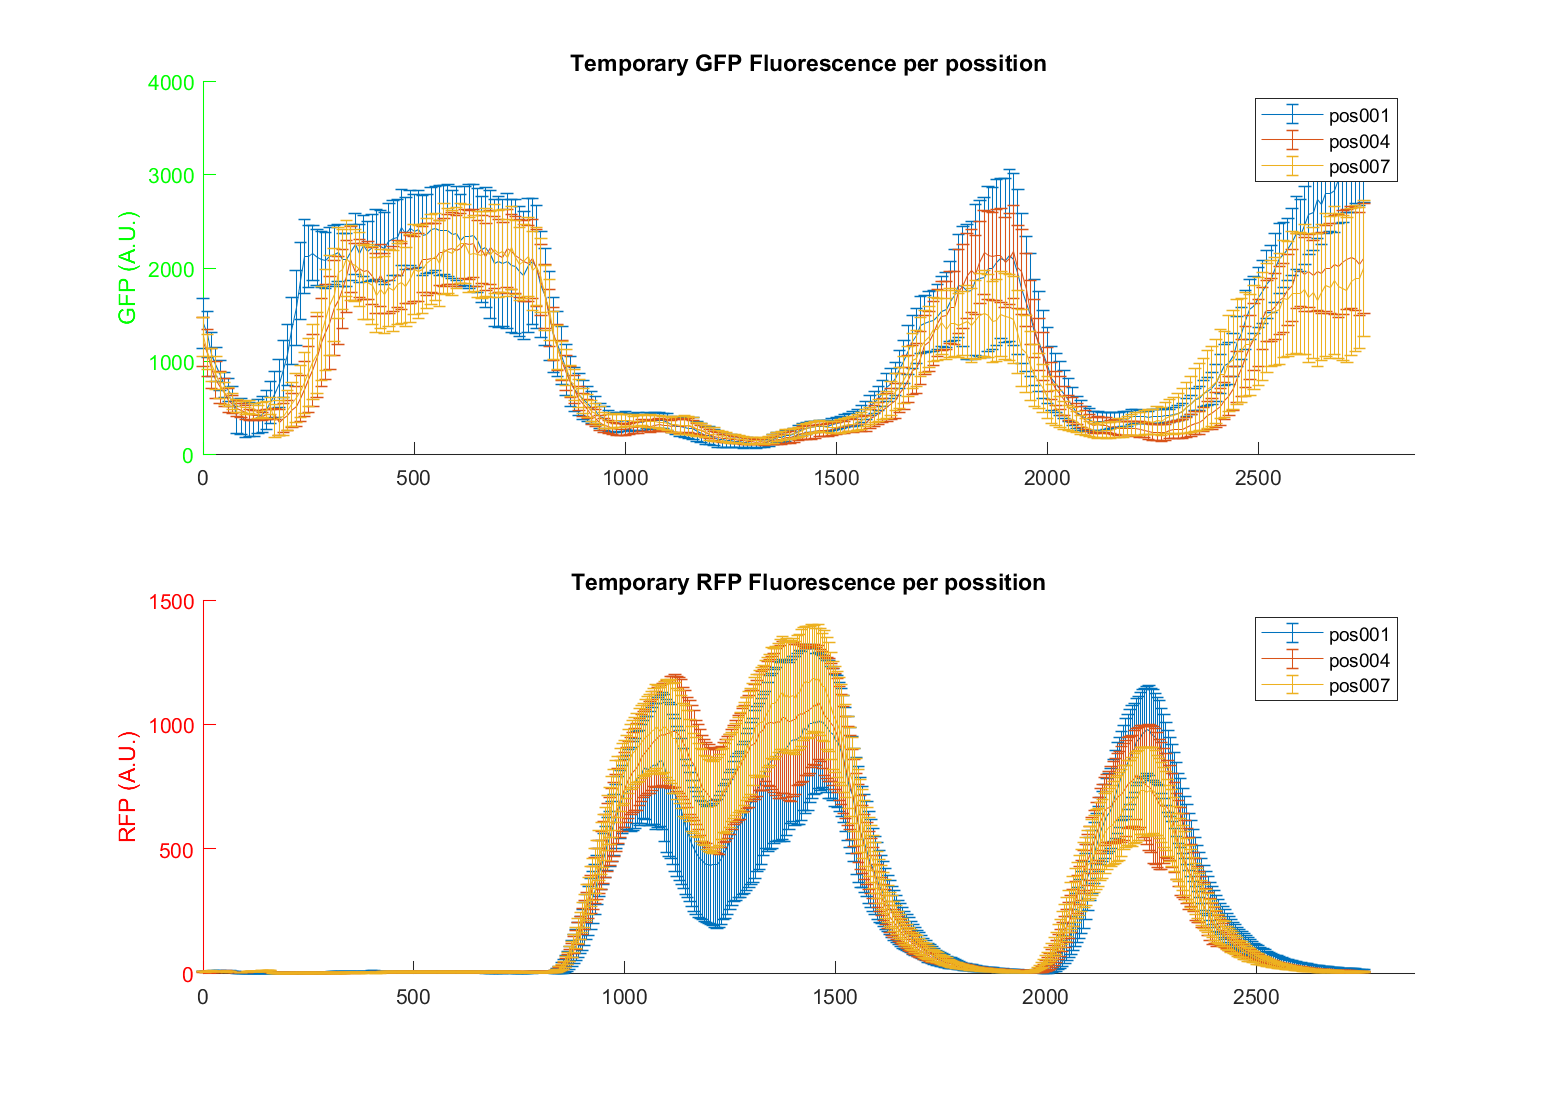 Temporary GFP Fluorescence per possition
4000
3000
2000
1000
0
GFP (A.U.)
pos001
pos004
pos007
0 500 1000 1500 2000 2500
Temporary RFP Fluorescence per possition
1500
1000
500
0
RFP (A.U.)
pos001
pos004
pos007
0 500 1000 1500 2000 2500